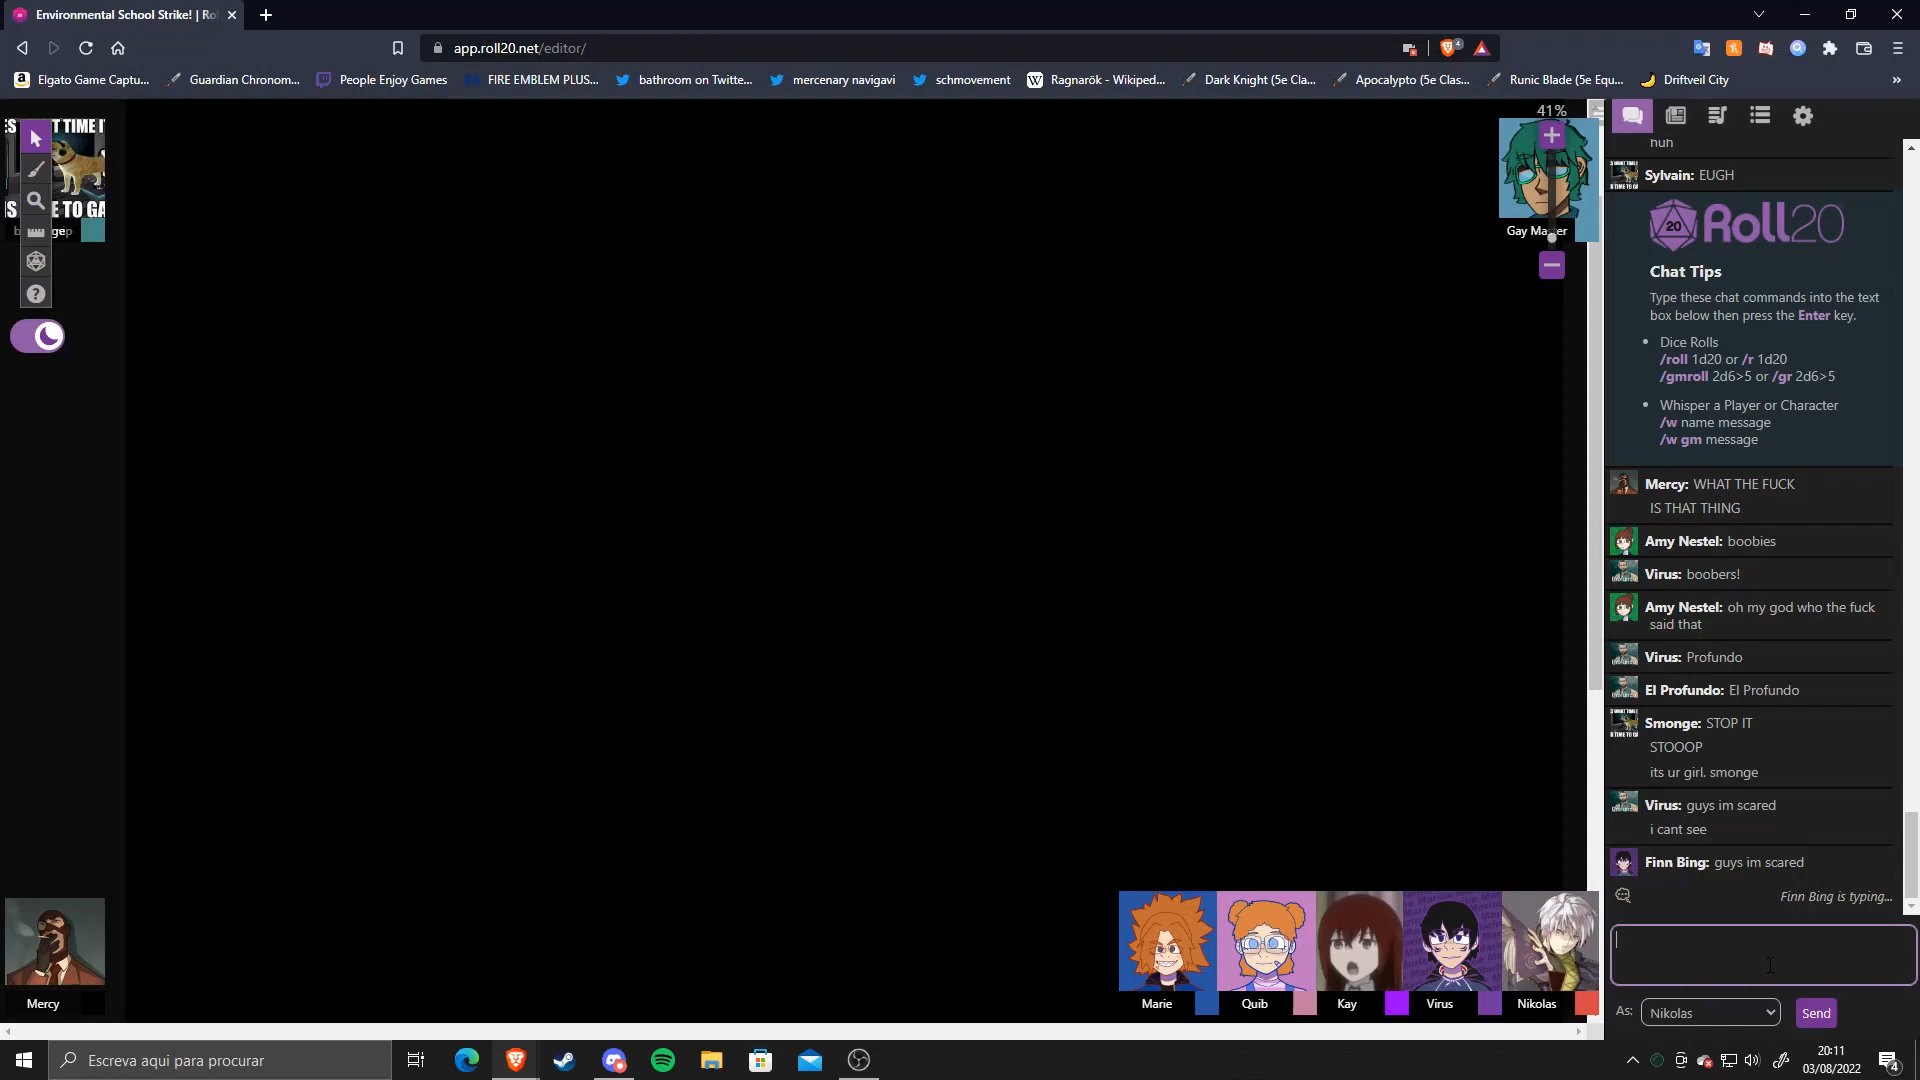 Environmental School Strike! | Ro
app.roll20.net/editor/
4
Elgato Game Captu...
Guardian Chronom...
People Enjoy Games
FIRE EMBLEM PLUS...
bathroom on Twitte...
mercenary navigavi
schmovement
Ragnarök - Wikiped...
Dark Knight (5e Cla...
Apocalypto (5e Clas...
Runic Blade (5e Equ...
Driftveil City
»
41%
Gay Ma er
huh
Sylvain: EUGH
20
Roll20
Chat Tips
Type these chat commands into the text
box below then press the Enter key.
• Dice Rolls
/roll 1d20 or /r 1d20
/gmroll 2d6>5 or /gr 2d6>5
• Whisper a Player or Character
/w name message
/w gm message
Mercy: WHAT THE FUCK
IS THAT THING
Amy Nestel: boobies
Virus: boobers!
Amy Nestel: oh my god who the fuck
said that
Virus: Profundo
El Profundo: El Profundo
Smonge: STOP IT
STOOOP
its ur girl. smonge
Virus: guys im scared
i cant see
Finn Bing: guys im scared
Finn Bing is typing...
As:
Nikolas
Send
Mercy
Marie
Quib
Kay
Virus
Nikolas
Escreva aqui para procurar
20:11
03/08/2022
4